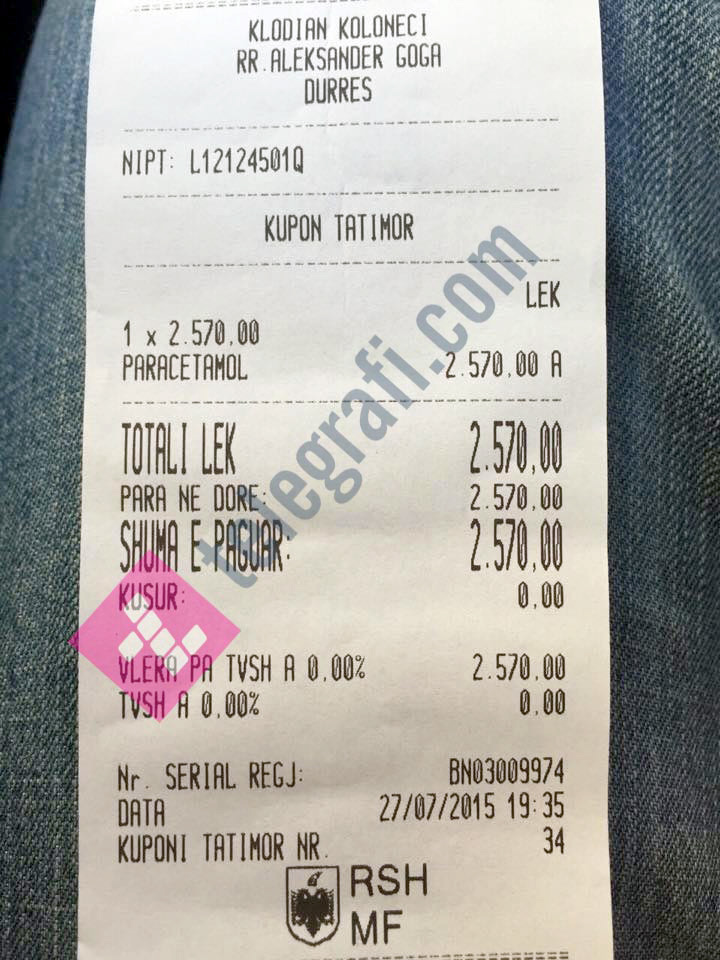 KLODIAN KOLONECI
RR.ALEKSANDER GOGA
DURRES
NIPT: L12124501Q
KUPON TATIMOR
LEK
1 x 2.570,00
PARACETAMOL 2.570,00 A
TOTALI LEK 2.570,00
PARA NE DORE: 2.570,00
SHUMA E PAGUAR: 2.570,00
KUSUR: 0,00
VLERA PA TVSH A 0,00% 2.570,00
TVSH A 0,00% 0,00
Nr. SERIAL REGJ: BN03009974
DATA 27/07/2015 19:35
KUPONI TATIMOR NR. 34
RSH
MF
telegrafi.com